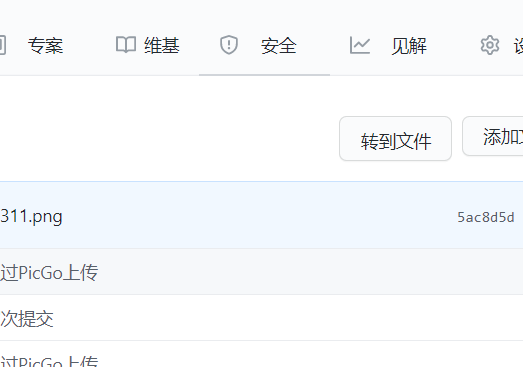 专案 维基 安全 见解
转到文件 添加
311.png 5ac8d5d
过PicGo上传
次提交
过PicGo上传